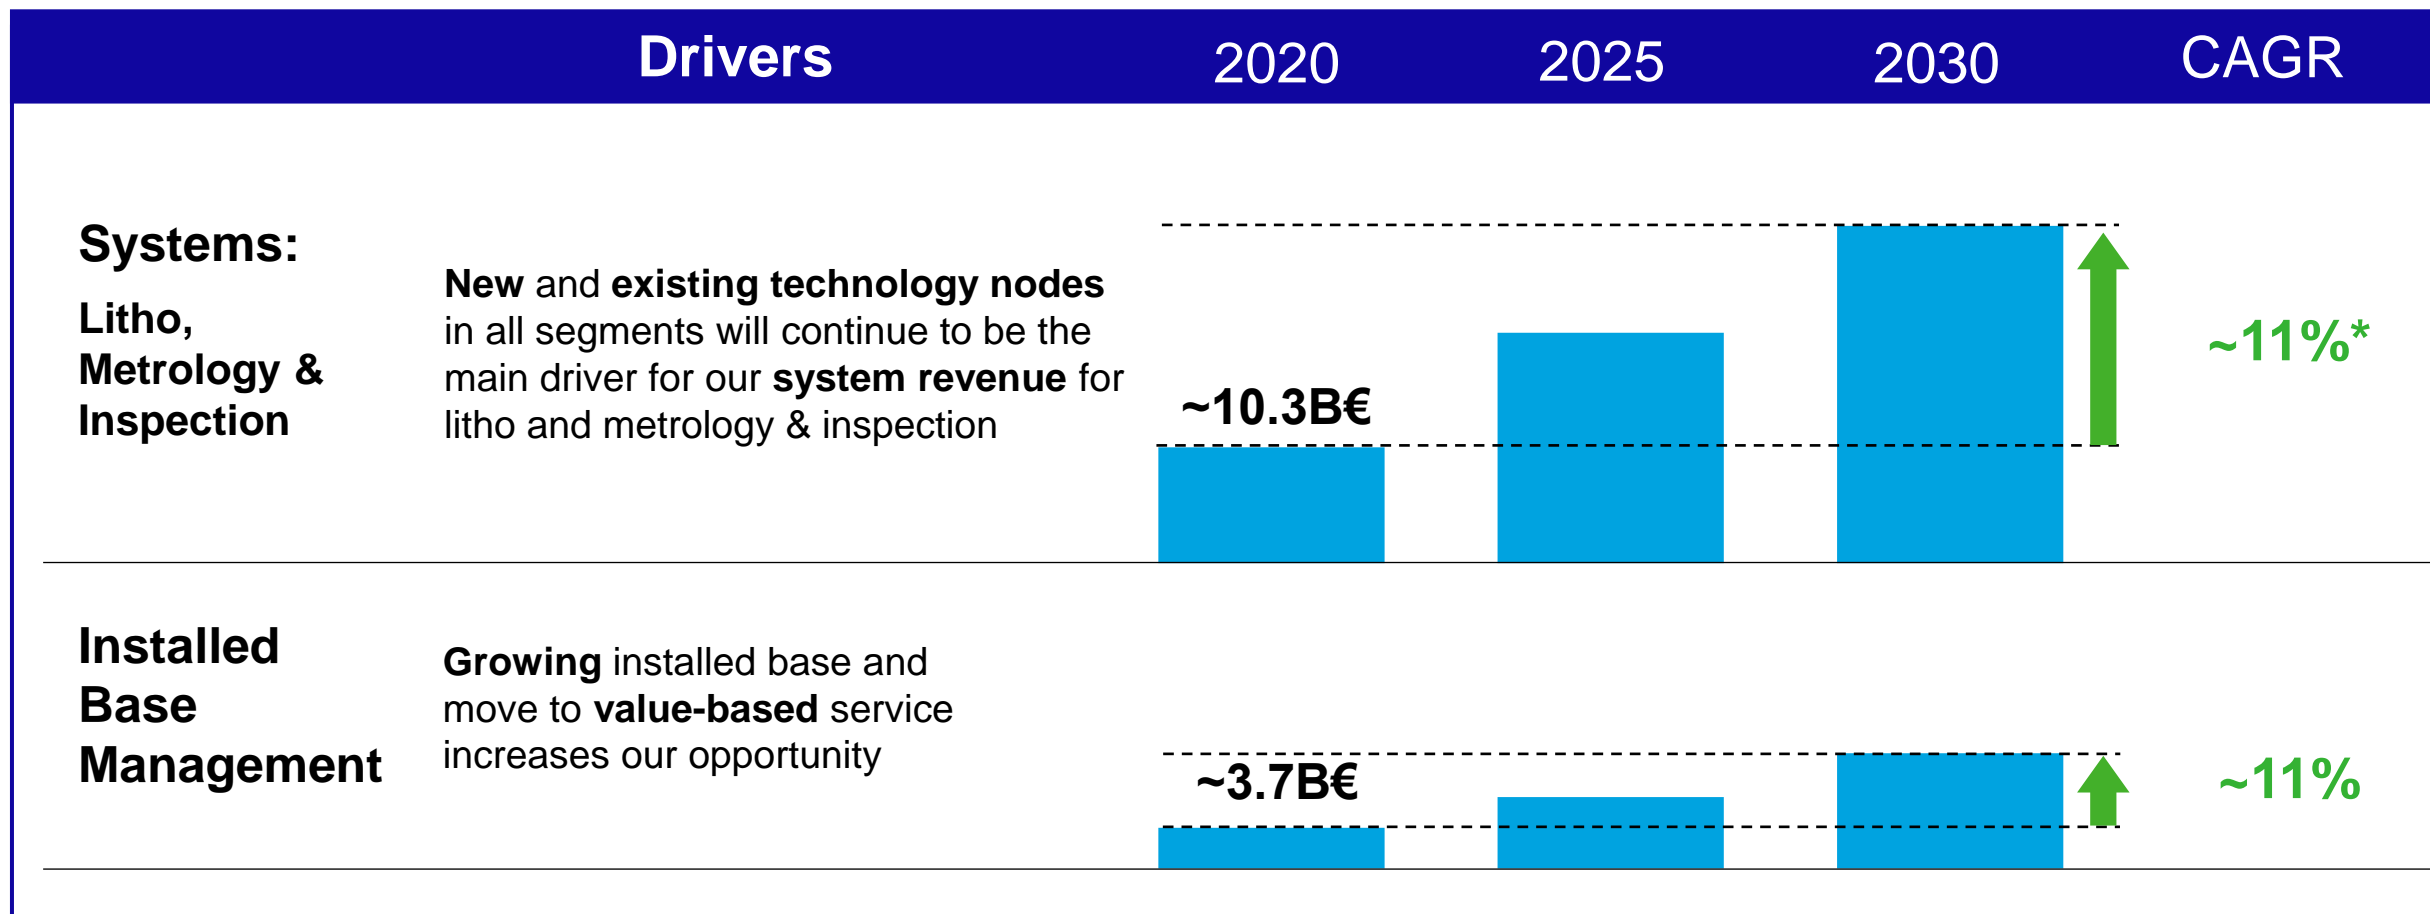 Drivers 2020 2025 2030 CAGR
Systems:
Litho,
Metrology &
Inspection
New and existing technology nodes
in all segments will continue to be the
main driver for our system revenue for
litho and metrology & inspection
~10.3B€
~11%*
Installed
Base
Management
Growing installed base and
move to value-based service
increases our opportunity
~3.7B€
~11%